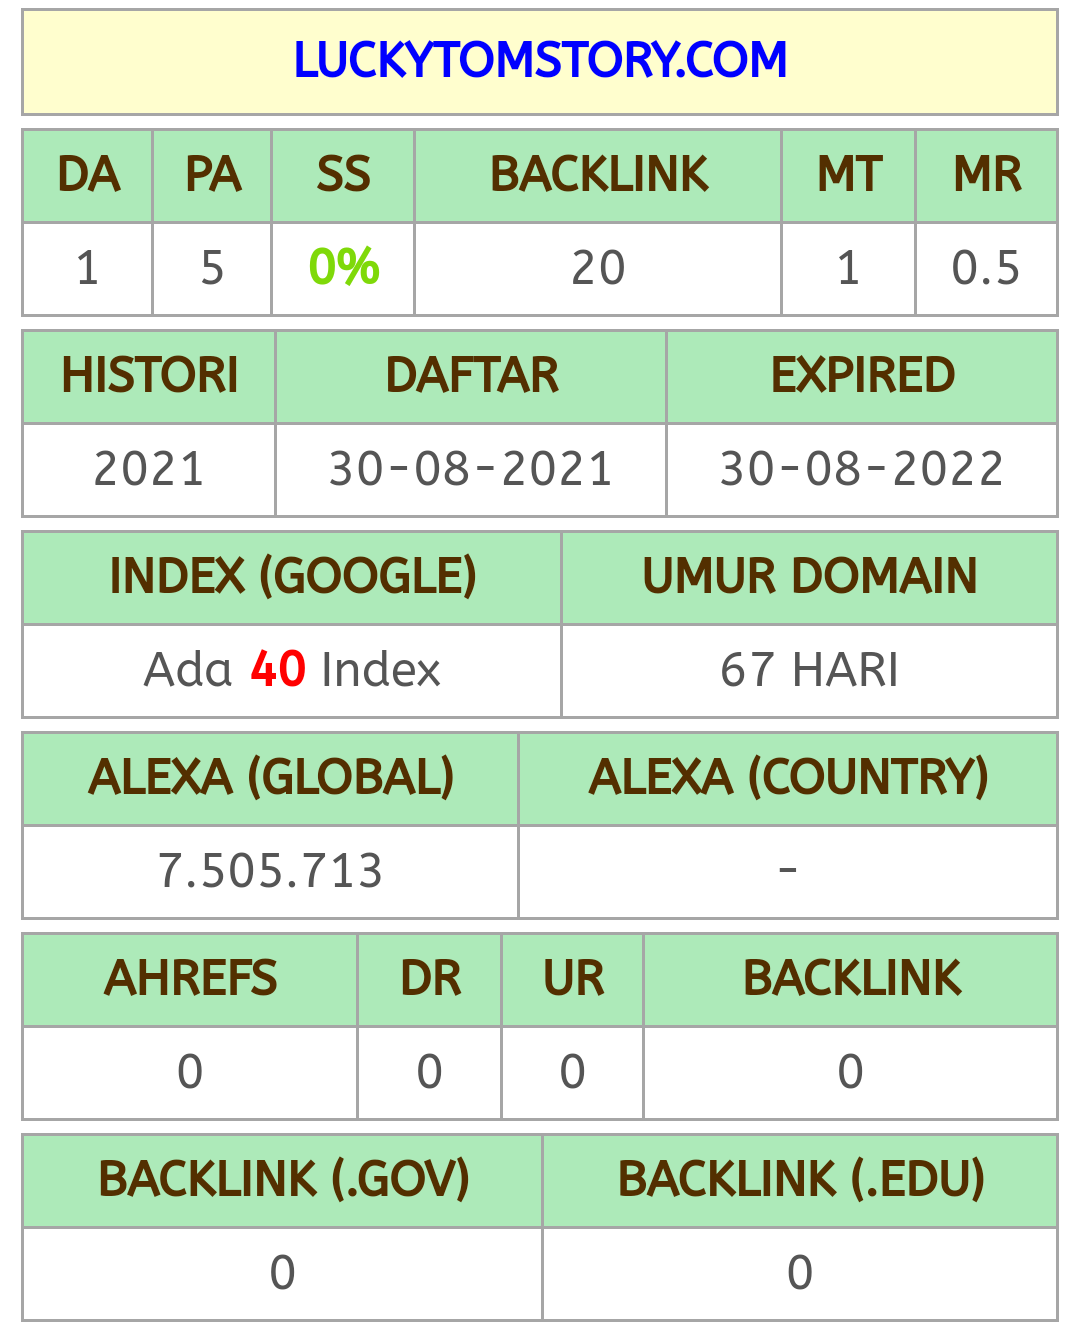 LUCKYTOMSTORY.COM
DA PA SS BACKLINK MT MR
1 5 0% 20 1 0.5
HISTORI DAFTAR EXPIRED
2021 30-08-2021 30-08-2022
INDEX (GOOGLE) UMUR DOMAIN
Ada 40 Index 67 HARI
ALEXA (GLOBAL) ALEXA (COUNTRY)
7.505.713 -
AHREFS DR UR BACKLINK
0 0 0 0
BACKLINK (.GOV) BACKLINK (.EDU)
0 0